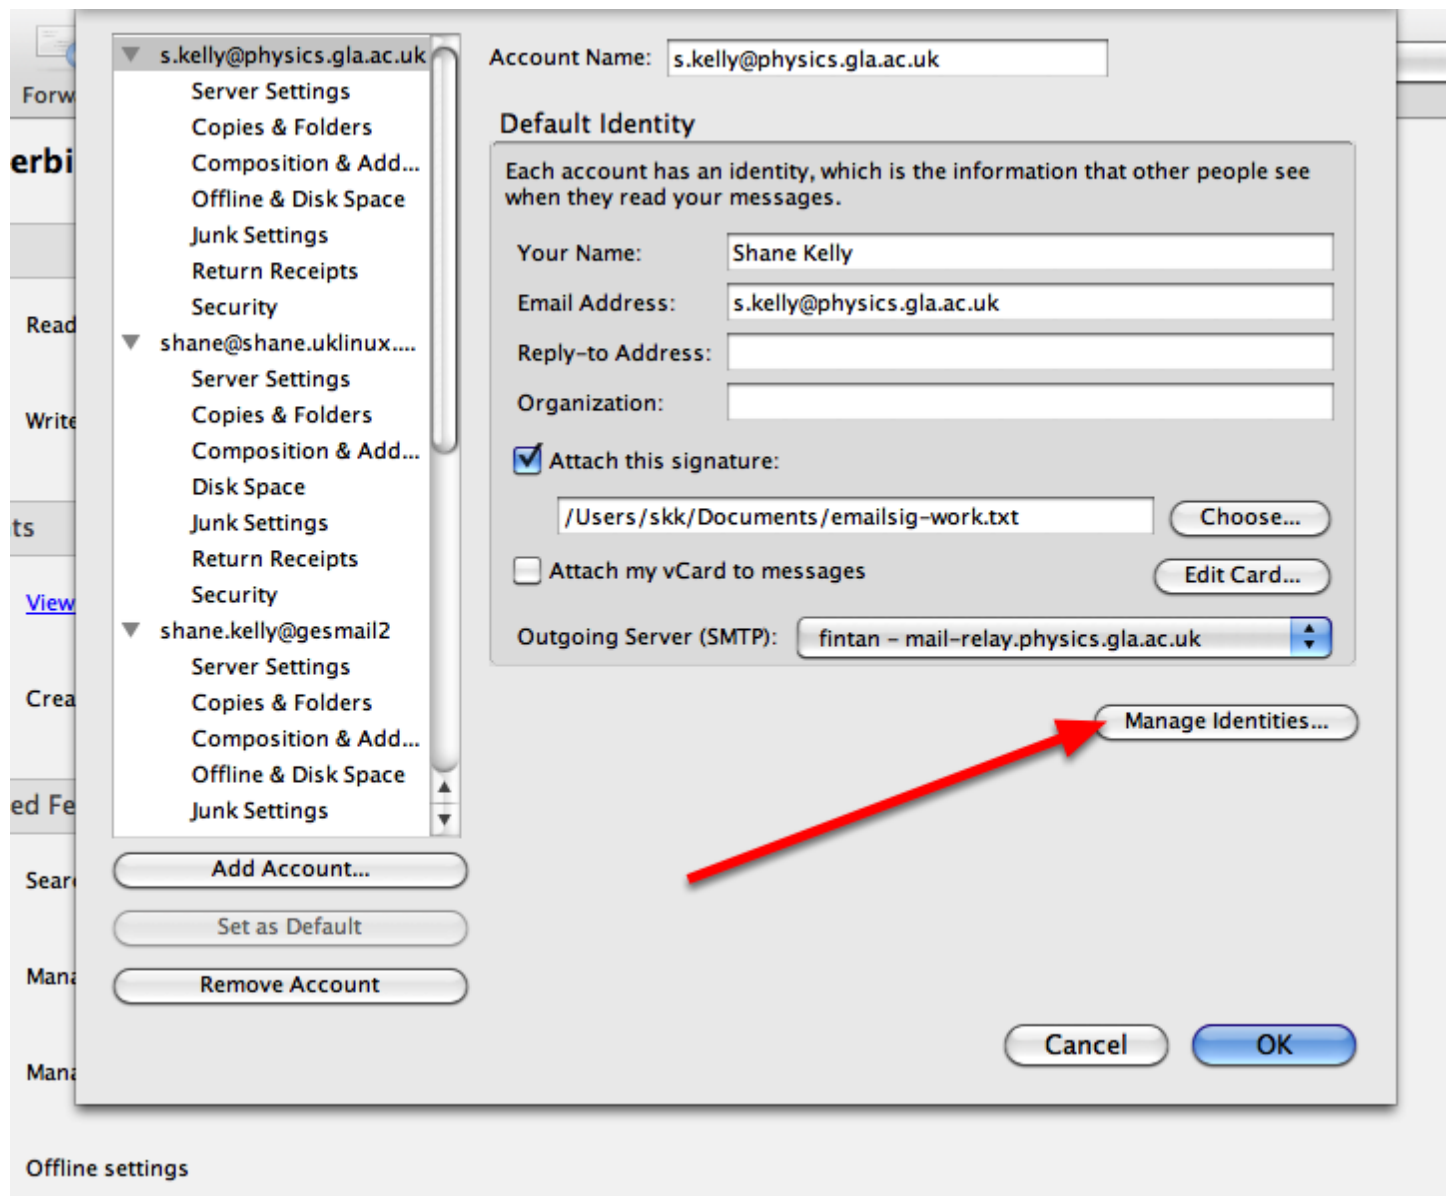 Forw
erbi
Read
Write
ts
View
Crea
ed Fe
Sear
Mana
Mana
Offline settings
s.kelly@physics.gla.ac.uk
Server Settings
Copies & Folders
Composition & Add...
Offline & Disk Space
Junk Settings
Return Receipts
Security
shane@shane.uklinux....
Server Settings
Copies & Folders
Composition & Add...
Disk Space
Junk Settings
Return Receipts
Security
shane.kelly@gesmail2
Server Settings
Copies & Folders
Composition & Add...
Offline & Disk Space
Junk Settings
Add Account...
Set as Default
Remove Account
Account Name: s.kelly@physics.gla.ac.uk
Default Identity
Each account has an identity, which is the information that other people see
when they read your messages.
Your Name: Shane Kelly
Email Address: s.kelly@physics.gla.ac.uk
Reply-to Address:
Organization:
Attach this signature:
/Users/skk/Documents/emailsig-work.txt Choose...
Attach my vCard to messages Edit Card...
Outgoing Server (SMTP): fintan - mail-relay.physics.gla.ac.uk
Manage Identities...
Cancel OK